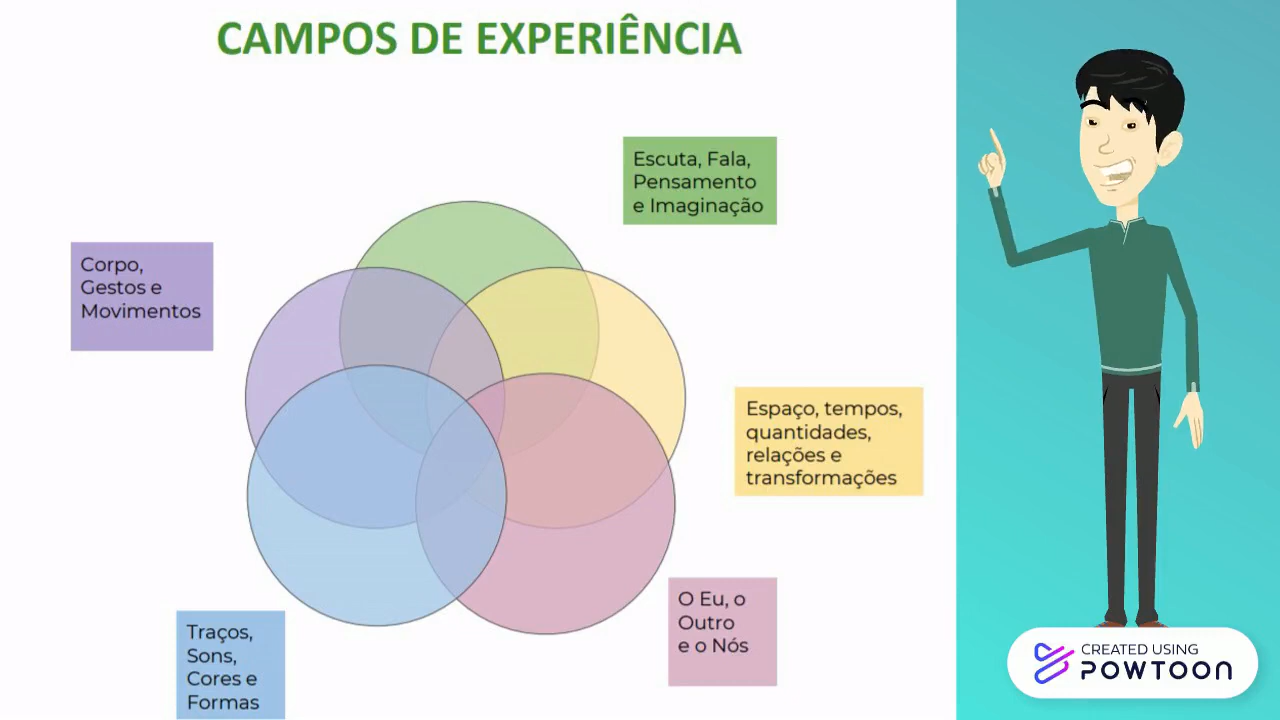 CAMPOS DE EXPERIÊNCIA
Escuta, Fala,
Pensamento
e Imaginação
Corpo,
Gestos e
Movimentos
Espaço, tempos,
quantidades,
relações e
transformações
O Eu, o
Outro
e o Nós
Traços,
Sons,
Cores e
Formas
CREATED USING
POWTOON